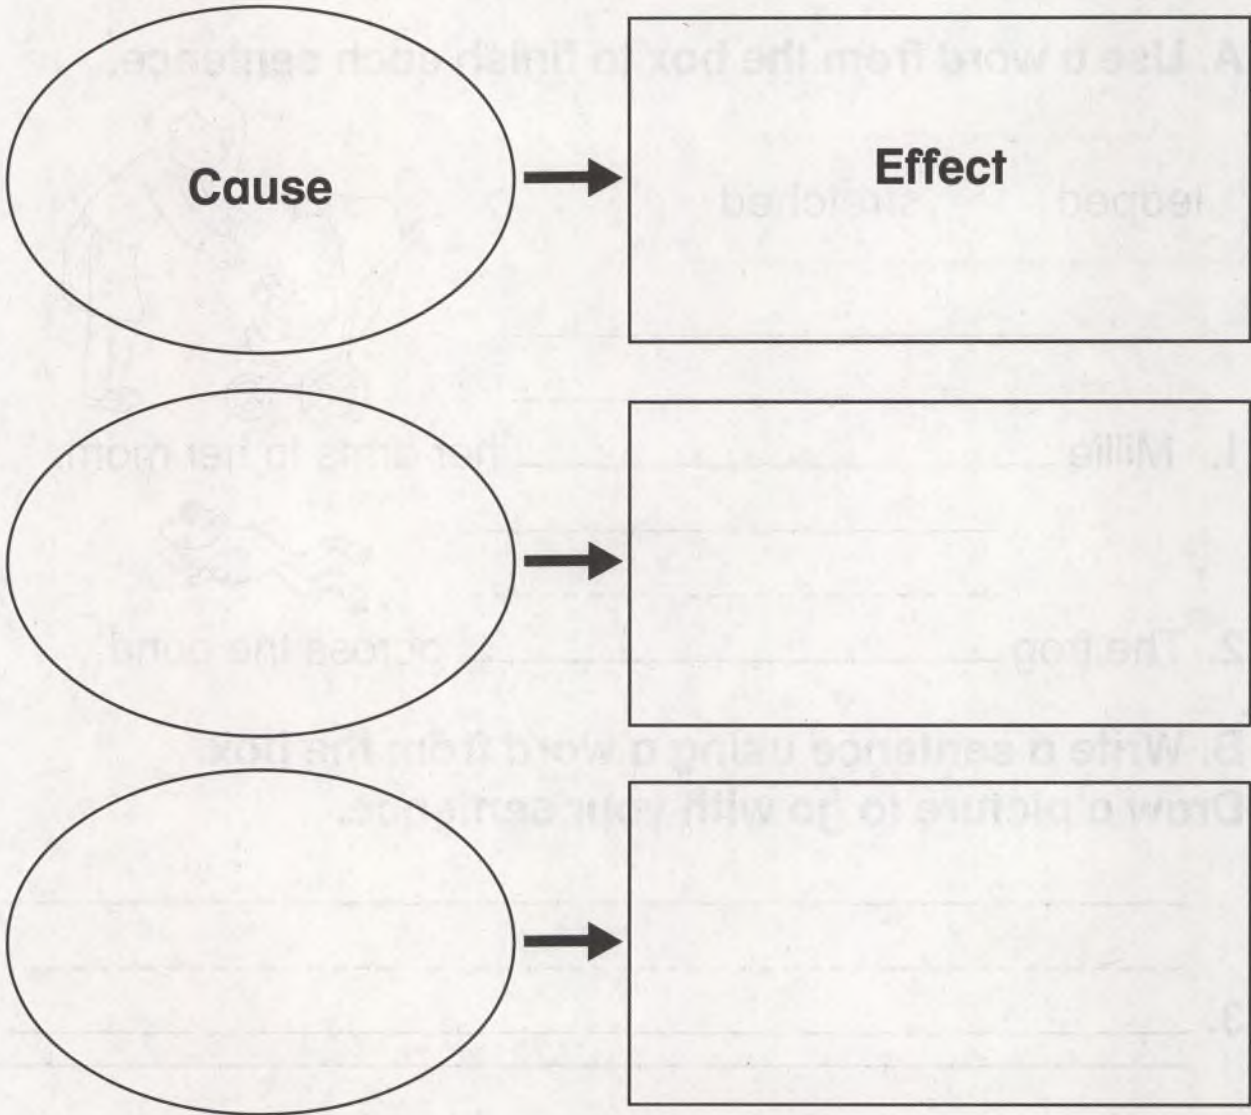 A. Use a word from the box to finish each sentence.
Cause Effect
leaped stretched
1. Millie her arms to her mom.
2. The frog across the pond.
B. Write a sentence using a word from the box.
Draw a picture to go with your sentence.
3.